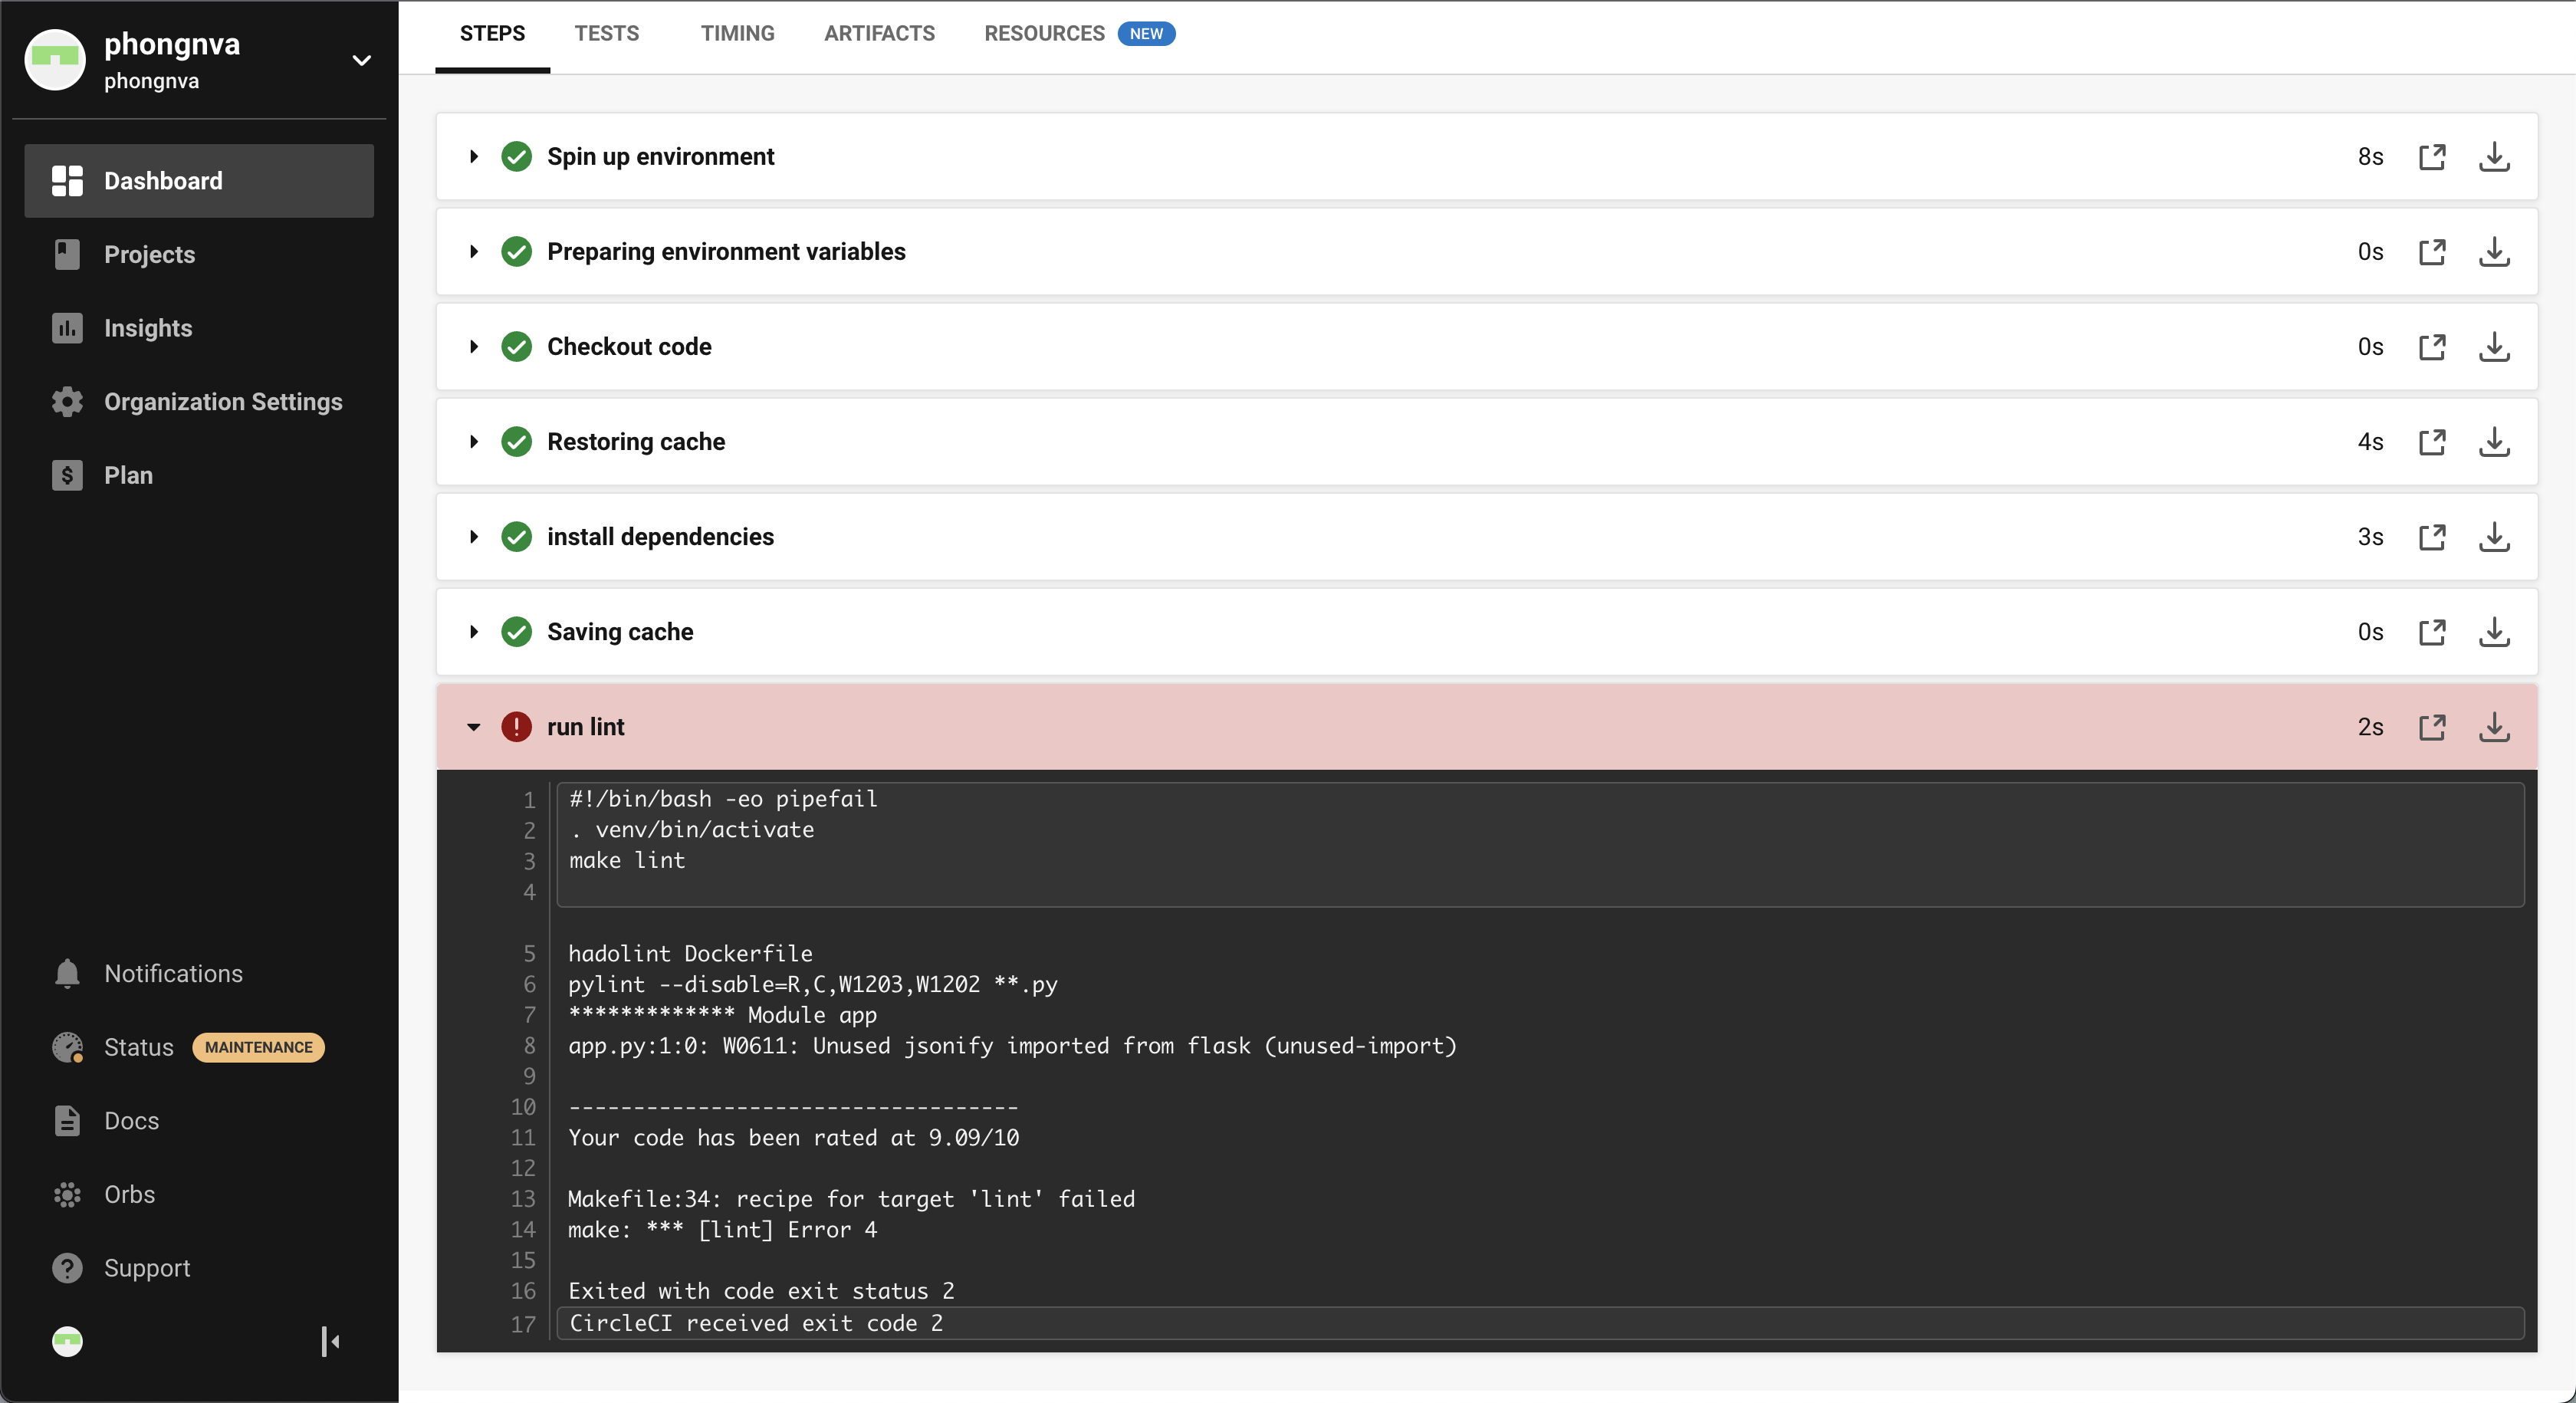 phongnva
phongnva
Dashboard
Projects
Insights
Organization Settings
Plan
Notifications
Status MAINTENANCE
Docs
Orbs
Support
STEPS TESTS TIMING ARTIFACTS RESOURCES NEW
Spin up environment 8s
Preparing environment variables 0s
Checkout code 0s
Restoring cache 4s
install dependencies 3s
Saving cache 0s
run lint 2s
1 #!/bin/bash -eo pipefail
2 . venv/bin/activate
3 make lint
4
5 hadolint Dockerfile
6 pylint --disable=R,C,W1203,W1202 **.py
7 ************* Module app
8 app.py:1:0: W0611: Unused jsonify imported from flask (unused-import)
9
10 -----------------------------------
11 Your code has been rated at 9.09/10
12
13 Makefile:34: recipe for target 'lint' failed
14 make: *** [lint] Error 4
15
16 Exited with code exit status 2
17 CircleCI received exit code 2